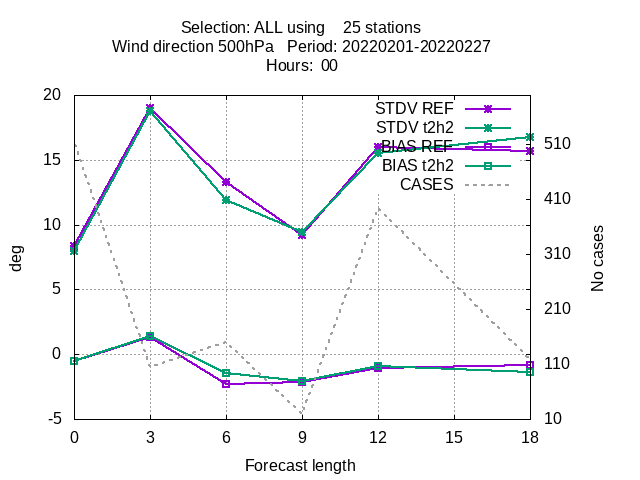 Selection: ALL using    25 stations
Wind direction 500hPa   Period: 20220201-20220227
Hours:  00
STDV REF
STDV t2h2
BIAS REF
BIAS t2h2
CASES
20
15
10
5
0
-5
deg
510
410
310
210
110
10
No cases
0 3 6 9 12 15 18
Forecast length